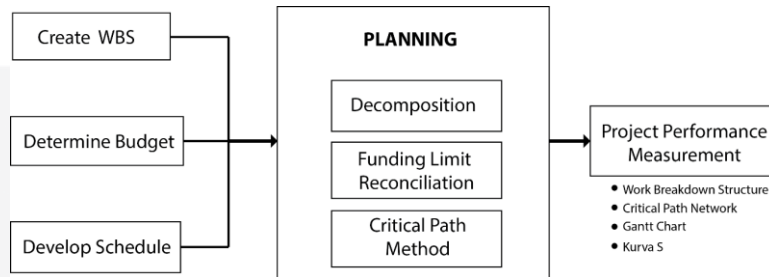 Create WBS
Determine Budget
Develop Schedule
PLANNING
Decomposition
Funding Limit
Reconciliation
Critical Path
Method
Project Performance
Measurement
• Work Breakdown Structure
• Critical Path Network
• Gantt Chart
• Kurva S